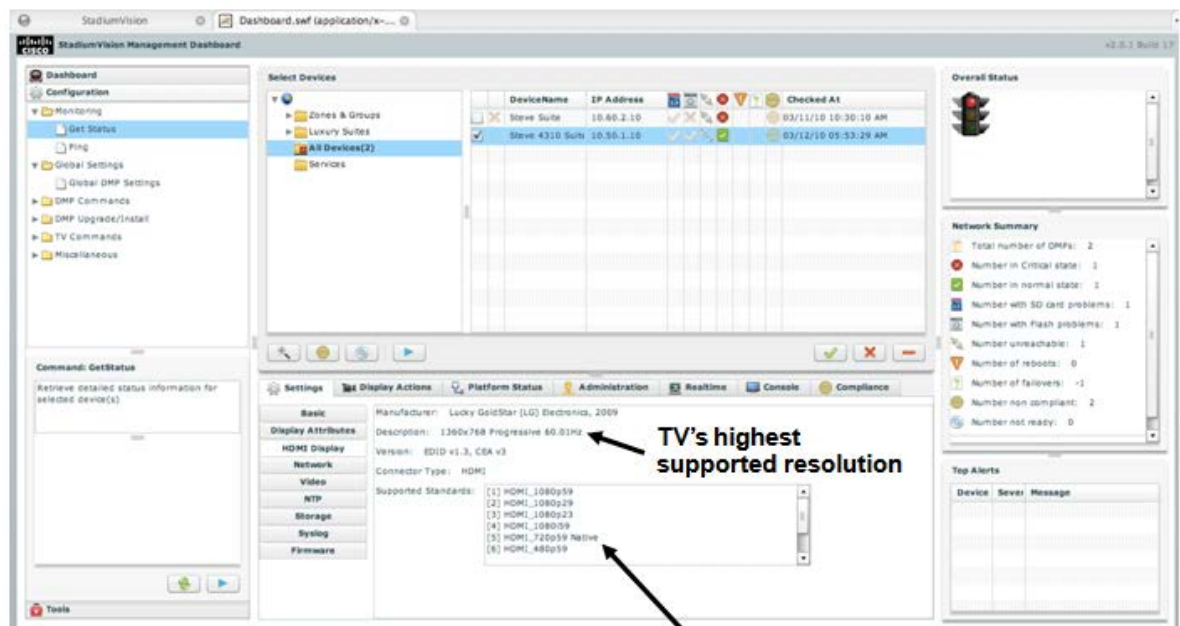 StadiumVision
Dashboard.swf (application/x-...
CISCO StadiumVision Management Dashboard
v2.0.1 Build 17
Dashboard
Configuration
Monitoring
Get Status
Ping
Global Settings
Global DMP Settings
DMP Commands
DMP Upgrade/Install
TV Commands
Miscellaneous
Command: GetStatus
Retrieve detailed status information for
selected device(s)
Tools
Select Devices
Zones & Groups
Luxury Suites
All Devices(2)
Services
DeviceName IP Address Checked At
Steve Suite 10.60.2.10 03/11/10 10:30:10 AM
Steve 4310 Suit 10.50.1.10 03/12/10 05:53:29 AM
Settings Display Actions Platform Status Administration Realtime Console Compliance
Basic
Display Attributes
HDMI Display
Network
Video
NTP
Storage
Syslog
Firmware
Manufacturer: Lucky GoldStar (LG) Electronics, 2009
Description: 1360x768 Progressive 60.01Hz
Version: EDID v1.3, CEA v3
Connector Type: HDMI
Supported Standards:
[1] HDMI_1080p59
[2] HDMI_1080p29
[3] HDMI_1080p23
[4] HDMI_1080i59
[5] HDMI_720p59 Native
[6] HDMI_480p59
TV's highest
supported resolution
Overall Status
Network Summary
Total number of DMPs: 2
Number in Critical state: 1
Number in normal state: 1
Number with SD card problems: 1
Number with Flash problems: 1
Number unreachable: 1
Number of reboots: 0
Number of failovers: -1
Number non compliant: 2
Number not ready: 0
Top Alerts
Device Sever Message